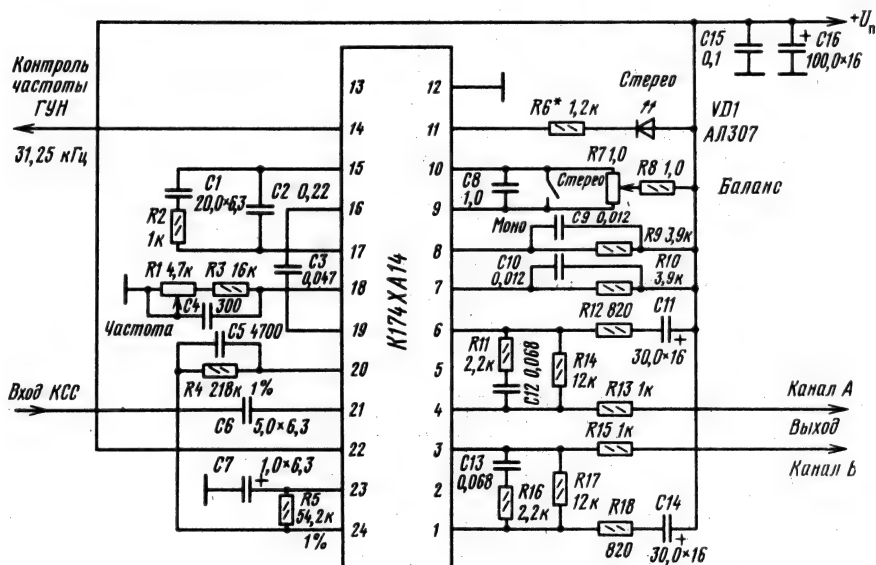 +Uп
C15
0,1
+
C16
100,0×16
Контроль
частоты
ГУН
31,25 кГц
13
14
15
16
17
18
19
20
21
22
23
24
К174ХА14
12
11
10
9
8
7
6
5
4
3
2
1
Стерео
R6* 1,2к
VD1
АЛ307
R7 1,0
R8 1,0
C8
1,0
Стерео
Баланс
Моно
C9 0,012
R9 3,9к
C10
0,012
R10
3,9к
R12 820
C11
+
30,0×16
R11
2,2к
C12 0,068
R14
12к
R13 1к
Канал А
R15 1к
Выход
Канал Б
C13
0,068
R16
2,2к
R17
12к
R18
820
C14
+
30,0×16
C1
20,0×6,3
C2 0,22
R2
1к
C3
0,047
R1 4,7к
R3 16к
C4
300
Частота
C5 4700
R4 218к 1%
Вход КСС
C6
5,0×6,3
C7
1,0×6,3
+
R5
54,2к
1%